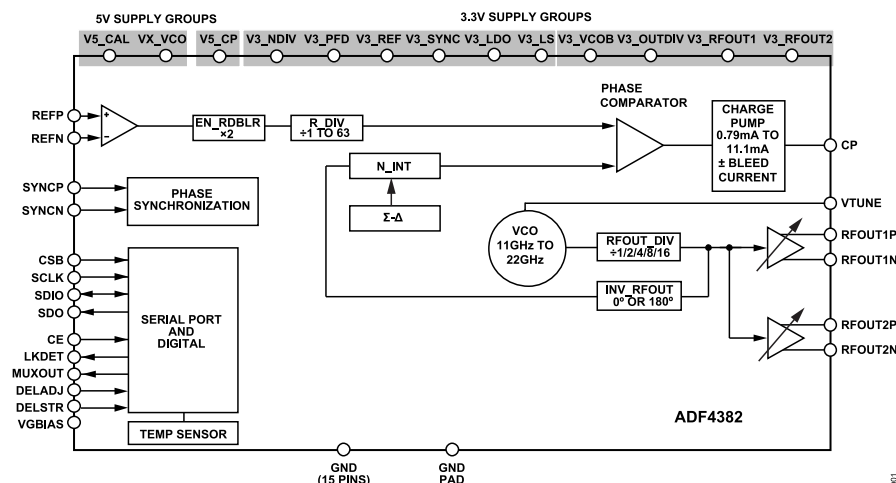 5V SUPPLY GROUPS
3.3V SUPPLY GROUPS
V5_CAL VX_VCO V5_CP V3_NDIV V3_PFD V3_REF V3_SYNC V3_LDO V3_LS V3_VCOB V3_OUTDIV V3_RFOUT1 V3_RFOUT2
REFP
REFN
+
–
EN_RDBLR
×2
R_DIV
÷1 TO 63
PHASE
COMPARATOR
CHARGE
PUMP
0.79mA TO
11.1mA
± BLEED
CURRENT
CP
N_INT
Σ-Δ
SYNCP
SYNCN
PHASE
SYNCHRONIZATION
VTUNE
VCO
11GHz TO
22GHz
RFOUT_DIV
÷1/2/4/8/16
INV_RFOUT
0º OR 180º
RFOUT1P
RFOUT1N
RFOUT2P
RFOUT2N
CSB
SCLK
SDIO
SDO
CE
LKDET
MUXOUT
DELADJ
DELSTR
VGBIAS
SERIAL PORT
AND
DIGITAL
TEMP SENSOR
ADF4382
GND
(15 PINS)
GND
PAD